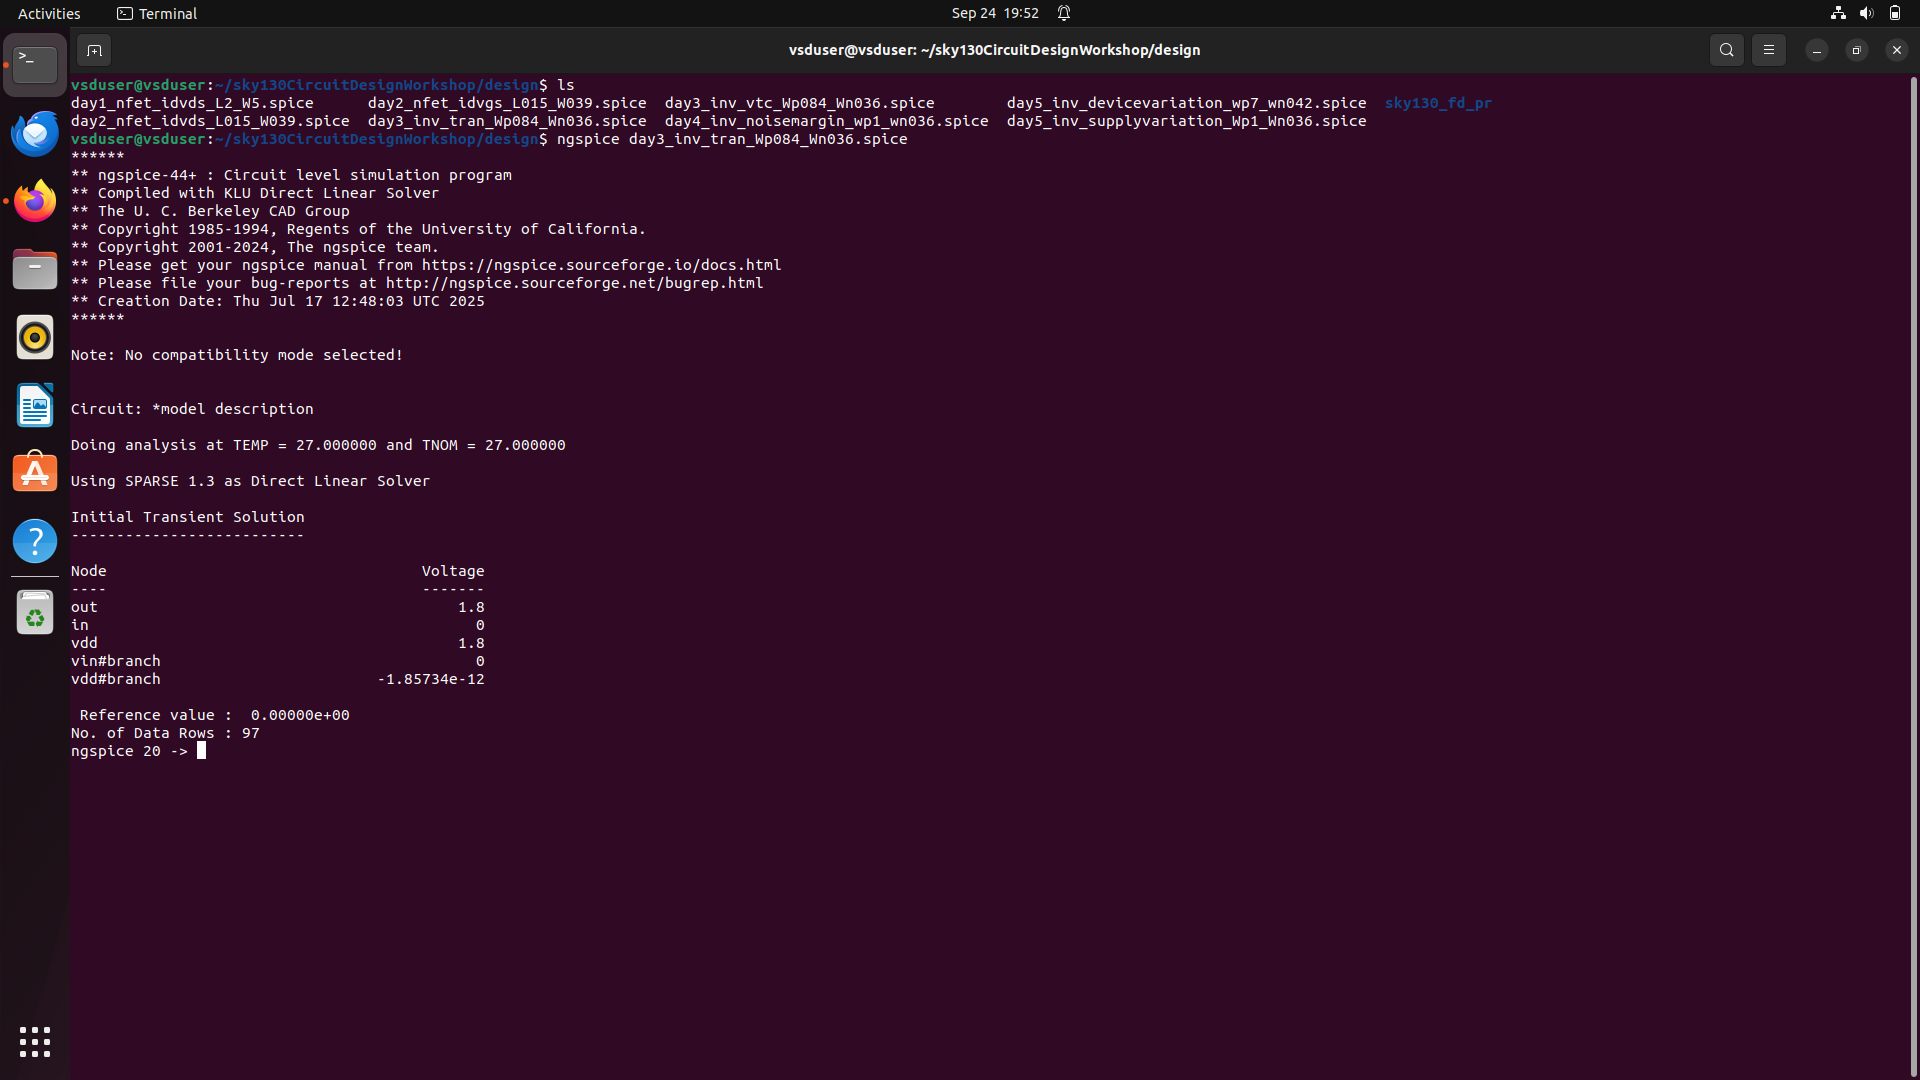 Activities Terminal Sep 24 19:52
vsduser@vsduser: ~/sky130CircuitDesignWorkshop/design
vsduser@vsduser:~/sky130CircuitDesignWorkshop/design$ ls
day1_nfet_idvds_L2_W5.spice day2_nfet_idvgs_L015_W039.spice day3_inv_vtc_Wp084_Wn036.spice day5_inv_devicevariation_wp7_wn042.spice sky130_fd_pr
day2_nfet_idvds_L015_W039.spice day3_inv_tran_Wp084_Wn036.spice day4_inv_noisemargin_wp1_wn036.spice day5_inv_supplyvariation_Wp1_Wn036.spice
vsduser@vsduser:~/sky130CircuitDesignWorkshop/design$ ngspice day3_inv_tran_Wp084_Wn036.spice
******
** ngspice-44+ : Circuit level simulation program
** Compiled with KLU Direct Linear Solver
** The U. C. Berkeley CAD Group
** Copyright 1985-1994, Regents of the University of California.
** Copyright 2001-2024, The ngspice team.
** Please get your ngspice manual from https://ngspice.sourceforge.io/docs.html
** Please file your bug-reports at http://ngspice.sourceforge.net/bugrep.html
** Creation Date: Thu Jul 17 12:48:03 UTC 2025
******
Note: No compatibility mode selected!
Circuit: *model description
Doing analysis at TEMP = 27.000000 and TNOM = 27.000000
Using SPARSE 1.3 as Direct Linear Solver
Initial Transient Solution
--------------------------
Node Voltage
---- -------
out 1.8
in 0
vdd 1.8
vin#branch 0
vdd#branch -1.85734e-12
Reference value : 0.00000e+00
No. of Data Rows : 97
ngspice 20 ->